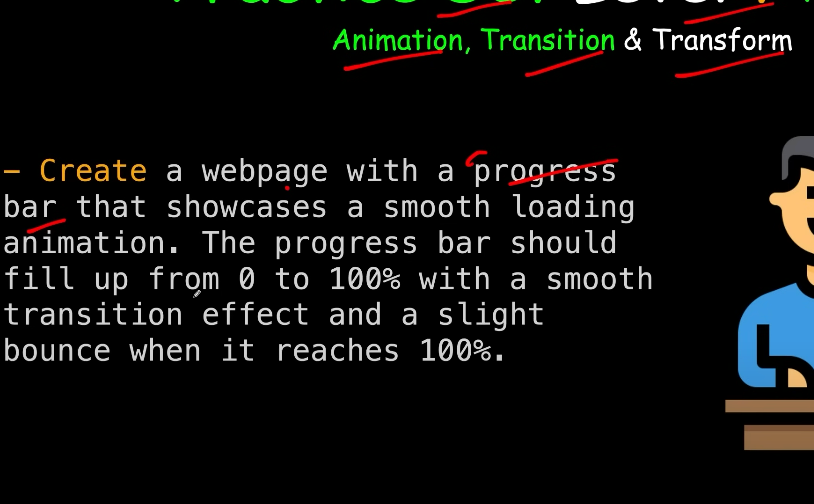 Animation, Transition & Transform
– Create a webpage with a progress
bar that showcases a smooth loading
animation. The progress bar should
fill up from 0 to 100% with a smooth
transition effect and a slight
bounce when it reaches 100%.